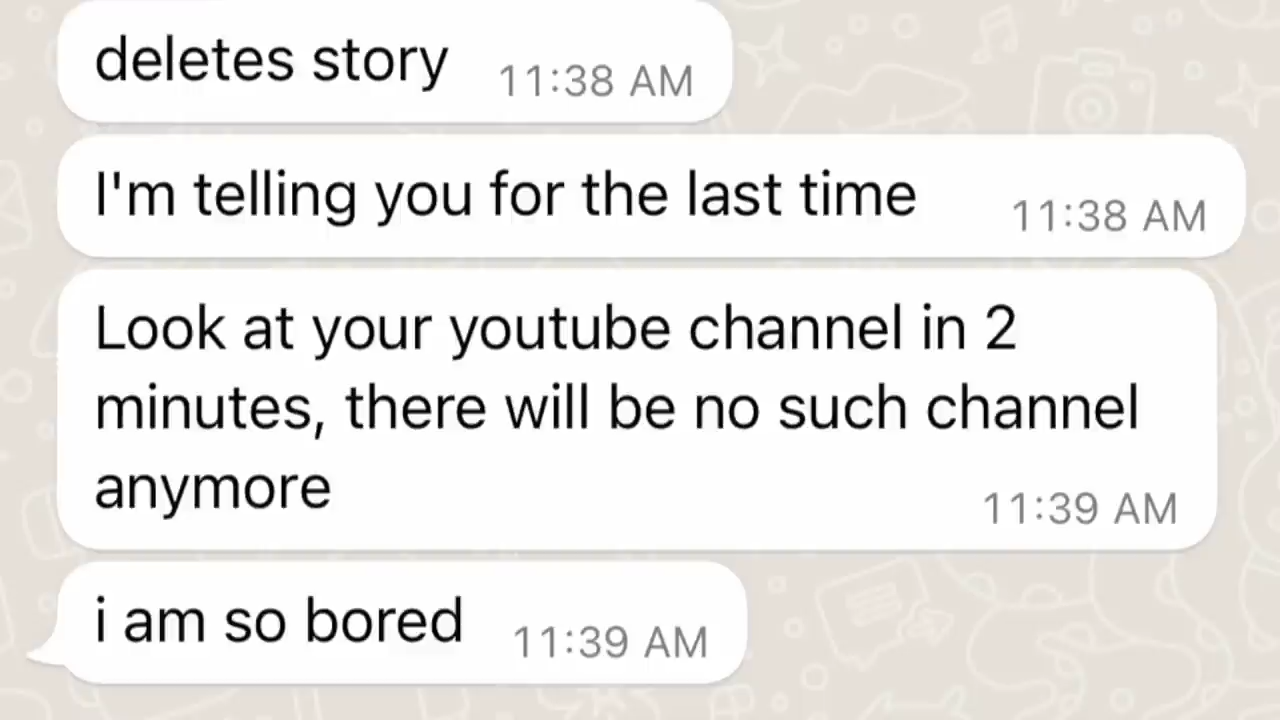 deletes story 11:38 AM
I'm telling you for the last time 11:38 AM
Look at your youtube channel in 2
minutes, there will be no such channel
anymore 11:39 AM
i am so bored 11:39 AM